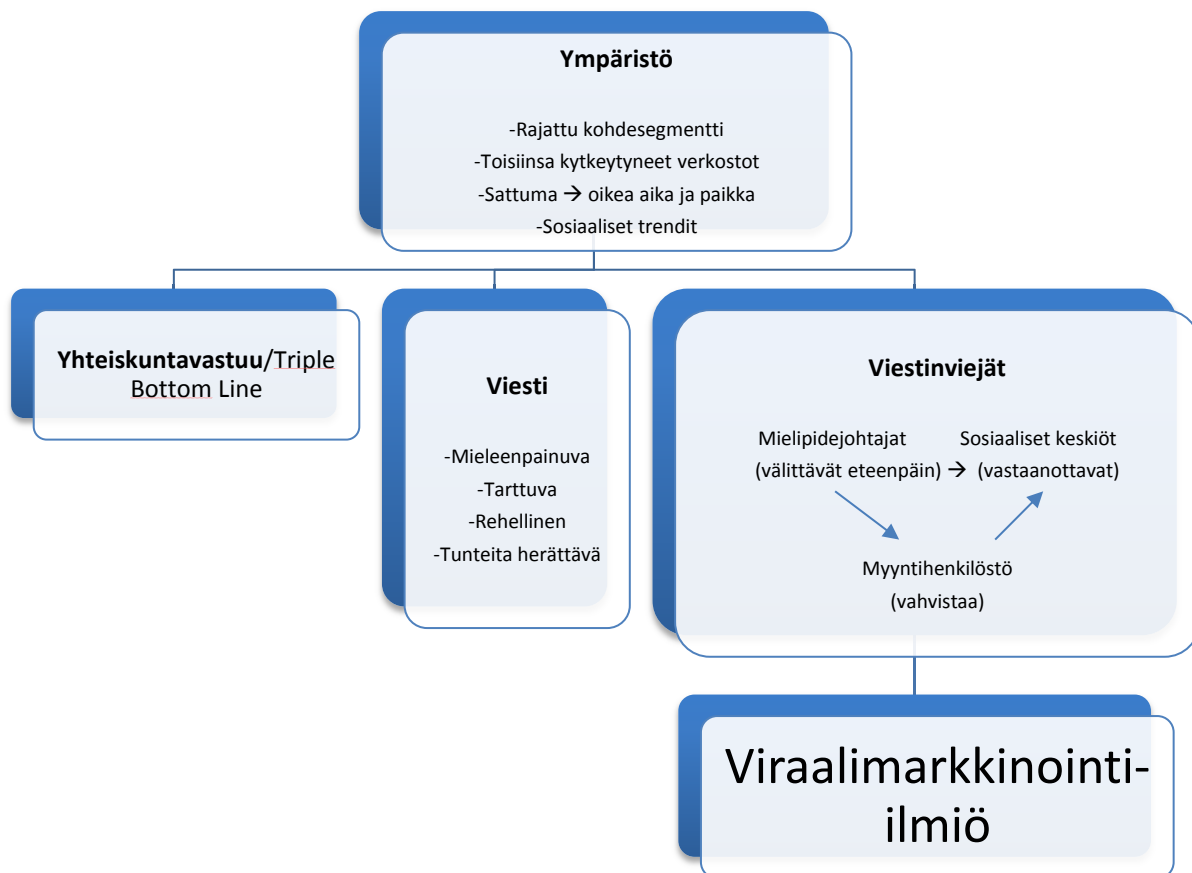 Ympäristö
-Rajattu kohdesegmentti
-Toisiinsa kytkeytyneet verkostot
-Sattuma → oikea aika ja paikka
-Sosiaaliset trendit
Yhteiskuntavastuu/Triple
Bottom Line
Viesti
-Mieleenpainuva
-Tarttuva
-Rehellinen
-Tunteita herättävä
Viestinviejät
Mielipidejohtajat Sosiaaliset keskiöt
(välittävät eteenpäin) → (vastaanottavat)
Myyntihenkilöstö
(vahvistaa)
Viraalimarkkinointi-
ilmiö